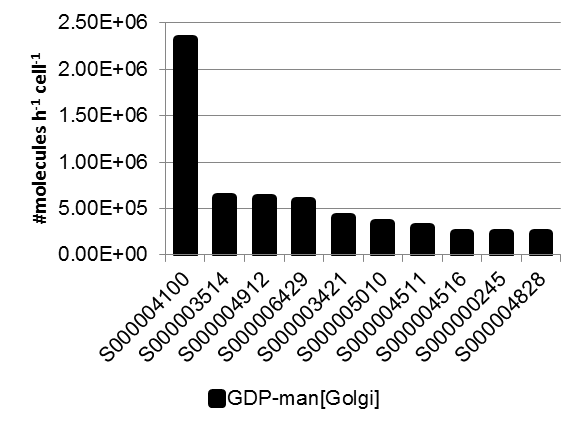 #molecules h⁻¹ cell⁻¹
2.50E+06
2.00E+06
1.50E+06
1.00E+06
5.00E+05
0.00E+00
S000004100
S000003514
S000004912
S000006429
S000003421
S000005010
S000004511
S000004516
S000000245
S000004828
GDP-man[Golgi]